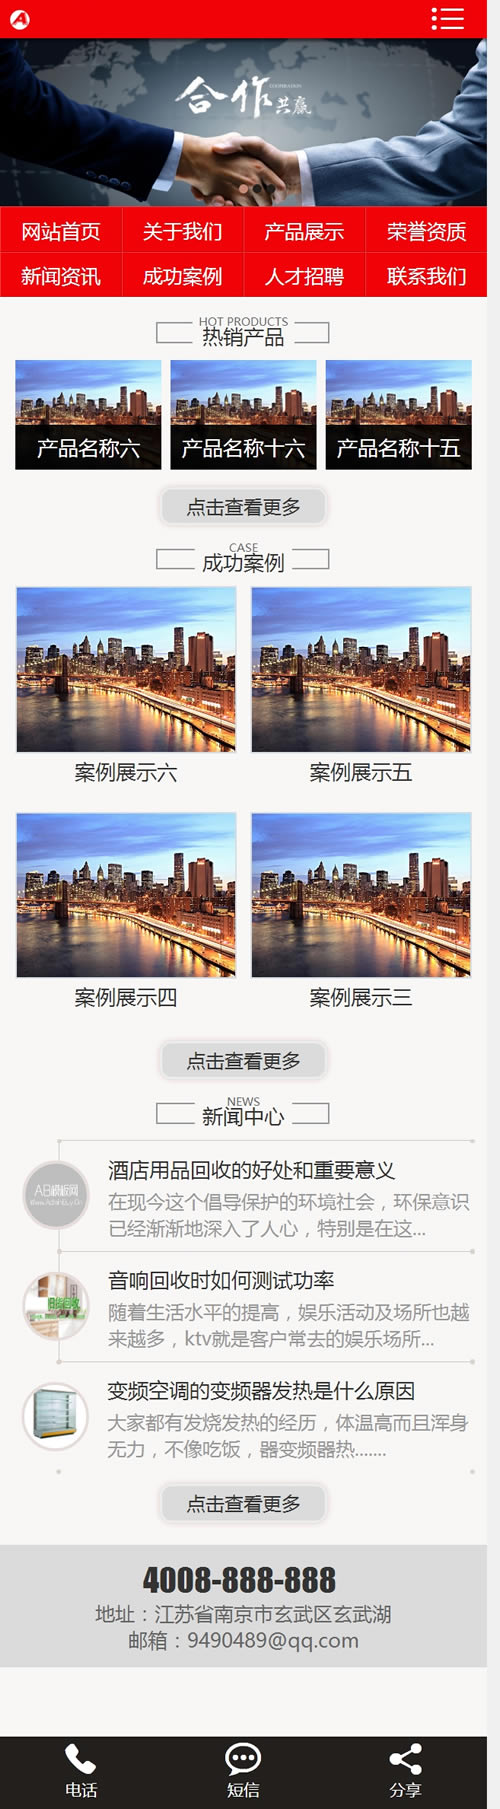 合作共赢
COOPERATION
网站首页 关于我们 产品展示 荣誉资质
新闻资讯 成功案例 人才招聘 联系我们
HOT PRODUCTS
热销产品
产品名称六 产品名称十六 产品名称十五
点击查看更多
CASE
成功案例
案例展示六 案例展示五
案例展示四 案例展示三
点击查看更多
NEWS
新闻中心
AB模板网
酒店用品回收的好处和重要意义
在现今这个倡导保护的环境社会，环保意识
已经渐渐地深入了人心，特别是在这...
音响回收时如何测试功率
随着生活水平的提高，娱乐活动及场所也越
来越多，ktv就是客户常去的娱乐场所...
变频空调的变频器发热是什么原因
大家都有发烧发热的经历，体温高而且浑身
无力，不像吃饭，器变频器热.......
点击查看更多
4008-888-888
地址：江苏省南京市玄武区玄武湖
邮箱：9490489@qq.com
电话 短信 分享